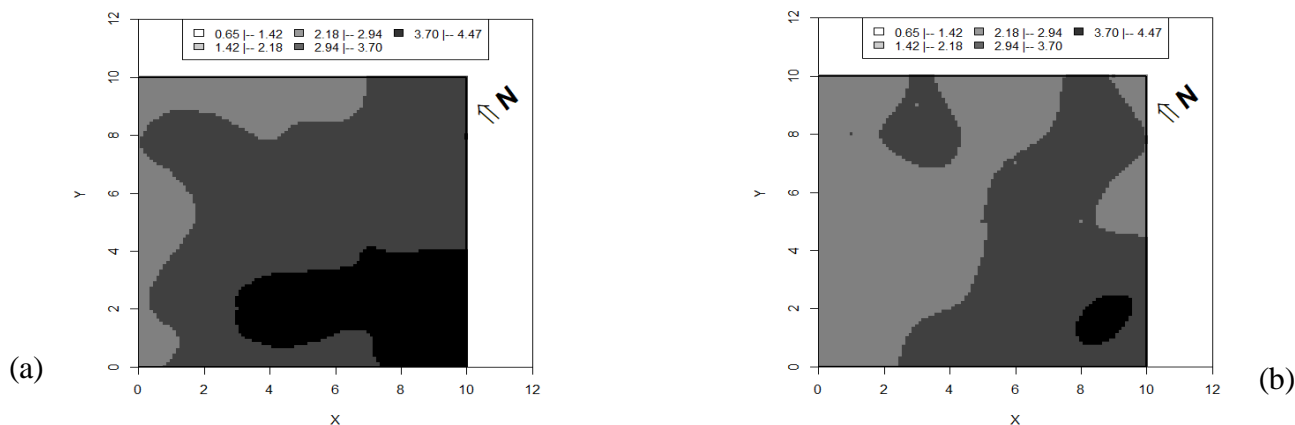 0.65 |-- 1.42 2.18 |-- 2.94 3.70 |-- 4.47
1.42 |-- 2.18 2.94 |-- 3.70
N
Y
0 2 4 6 8 10 12
0 2 4 6 8 10 12
X
(a)
0.65 |-- 1.42 2.18 |-- 2.94 3.70 |-- 4.47
1.42 |-- 2.18 2.94 |-- 3.70
N
Y
0 2 4 6 8 10 12
0 2 4 6 8 10 12
X
(b)